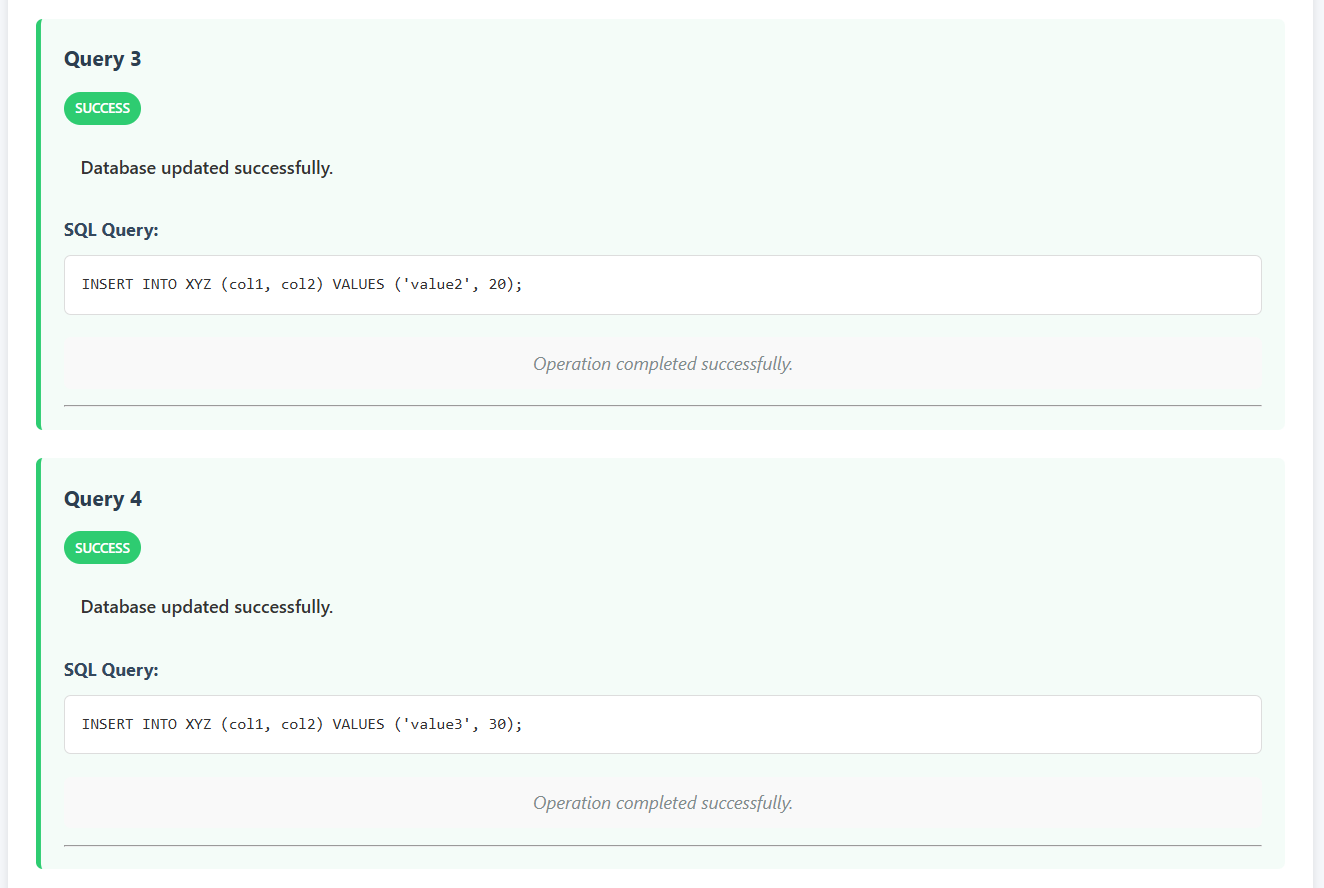 Query 3
SUCCESS
Database updated successfully.
SQL Query:
INSERT INTO XYZ (col1, col2) VALUES ('value2', 20);
Operation completed successfully.
Query 4
SUCCESS
Database updated successfully.
SQL Query:
INSERT INTO XYZ (col1, col2) VALUES ('value3', 30);
Operation completed successfully.